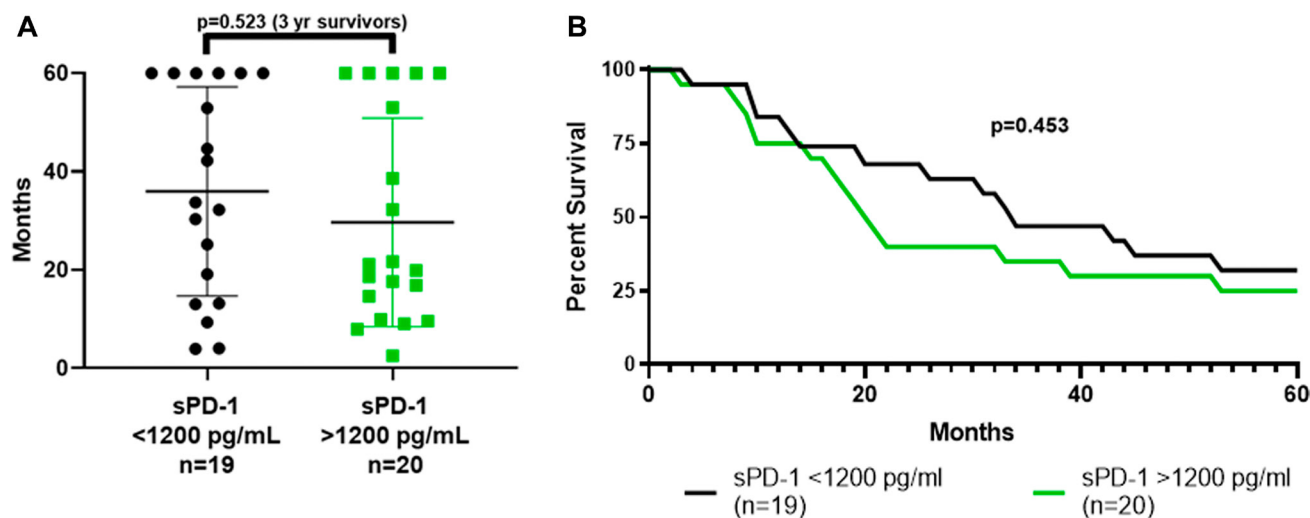 A
p=0.523 (3 yr survivors)
60
40
20
0
Months
sPD-1
<1200 pg/mL
n=19
sPD-1
>1200 pg/mL
n=20
B
100
75
50
25
0
Percent Survival
p=0.453
0
20
40
60
Months
sPD-1 <1200 pg/ml
(n=19)
sPD-1 >1200 pg/ml
(n=20)